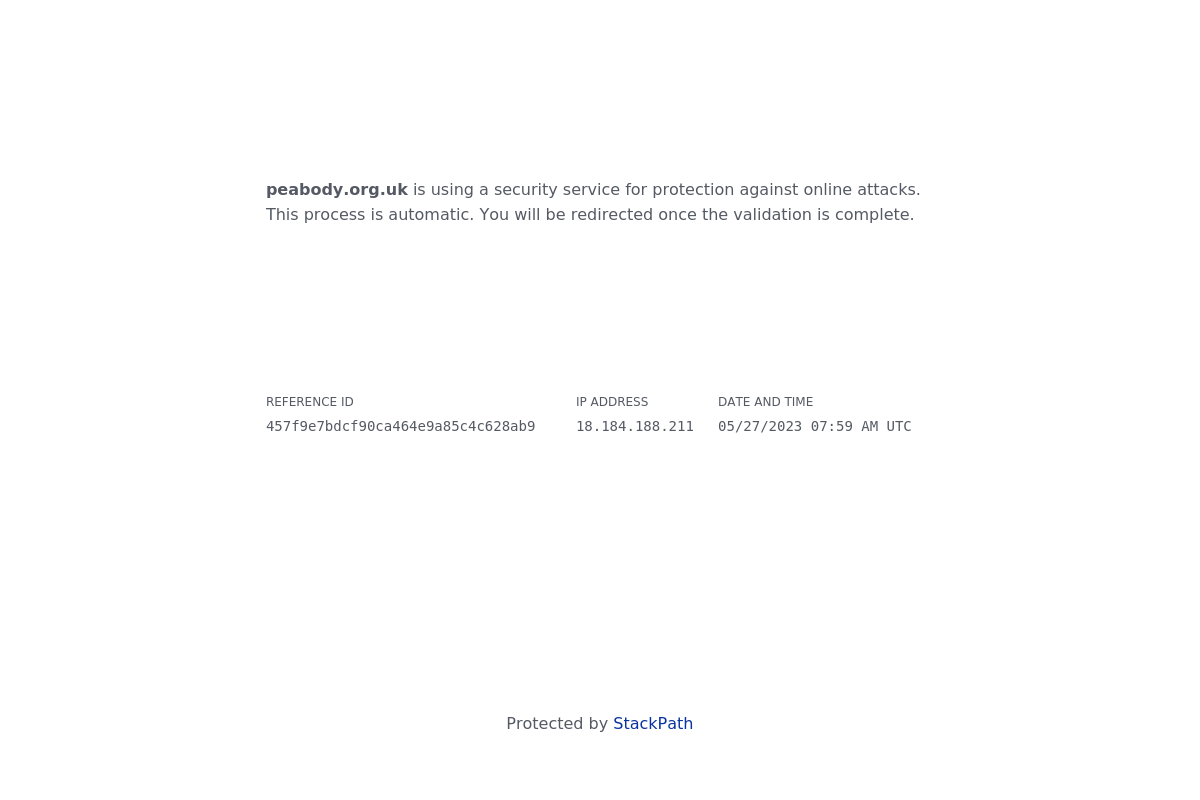 peabody.org.uk is using a security service for protection against online attacks.
This process is automatic. You will be redirected once the validation is complete.
REFERENCE ID IP ADDRESS DATE AND TIME
457f9e7bdcf90ca464e9a85c4c628ab9 18.184.188.211 05/27/2023 07:59 AM UTC
Protected by StackPath